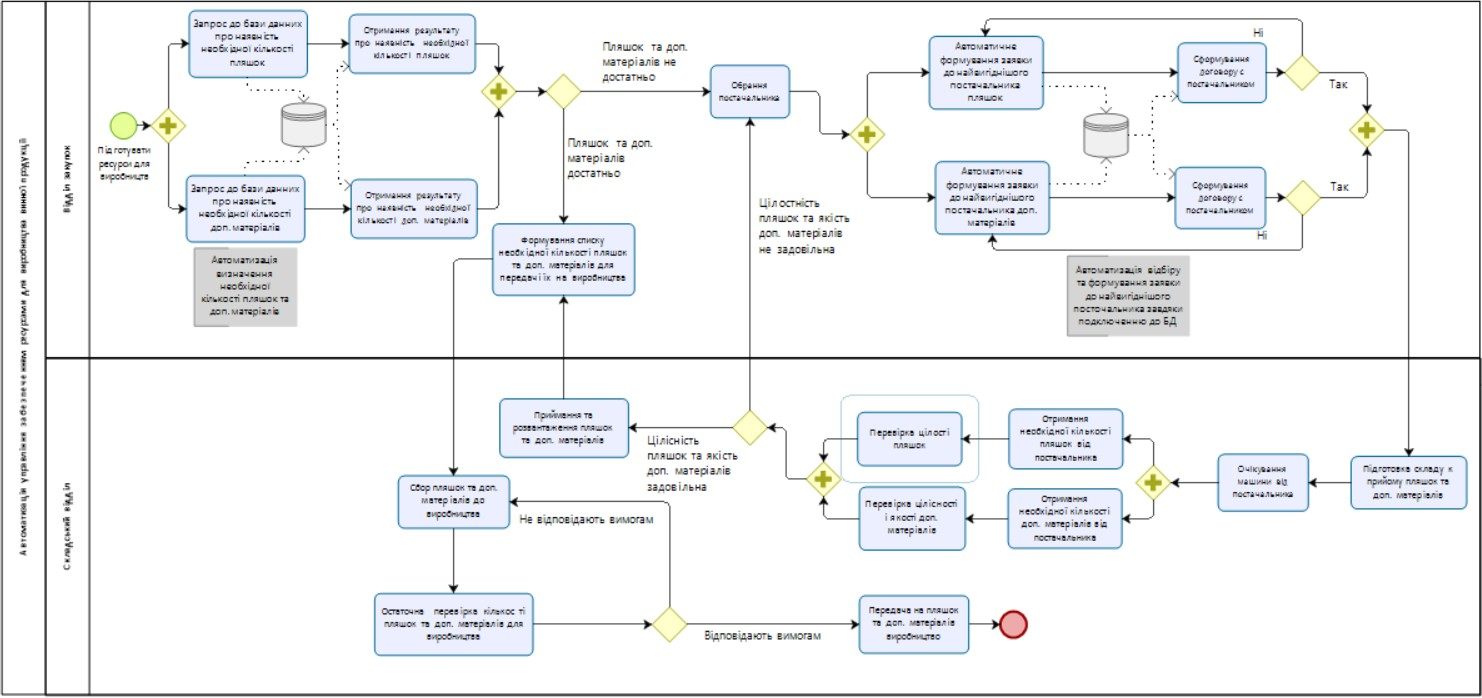 Автоматизація управління забезпеченням ресурсами для виробництва винної продукції
Відділ закупок
Запрос до бази данних
про наявність
необхідної кількості
пляшок
Отримання результату
про наявність необхідної
кількості пляшок
Підготувати
ресурси для
виробництв
Запрос до бази данних
про наявність
необхідної кількості
доп. матеріалів
Отримання результату
про наявність необхідної
кількості доп. матеріалів
Автоматизація
визначення
необхідної
кількості пляшок та
доп. матеріалів
Пляшок та доп.
матеріалів не
достатньо
Пляшок та доп.
матеріалів
достатньо
Формування списку
необхідної кількості пляшок
та доп. матеріалів для
передачі їх на виробництва
Обрання
постачальника
Цілостність
пляшок та якість
доп. матеріалів
не задовільна
Автоматичне
формування заявки
до найвигіднішого
постачальника
пляшок
Сформування
договору с
постачальником
Ні
Так
Автоматичне
формування заявки
до найвигіднішого
постачальника доп.
матеріалів
Сформування
договору с
постачальником
Так
Ні
Автоматизація відбіру
та формування заявки
до найвигіднішого
посточальника завдяки
подключенню до БД
Складський відділ
Приймання та
розвантаження пляшок
та доп. матеріалів
Цілісність
пляшок та якість
доп. матеріалів
задовільна
Перевірка цілості
пляшок
Отримання
необхідної кількості
пляшок від
постачальника
Перевірка цілісності
і якості доп.
матеріалів
Отримання
необхідної кількості
доп. матеріалів від
постачальника
Очікування
машини від
постачальника
Підготовка складу к
прийому пляшок та
доп. матеріалів
Сбор пляшок та доп.
матеріалів до
виробництва
Не відповідають вимогам
Остаточна перевірка кількості
пляшок та доп. матеріалів для
виробництва
Відповідають вимогам
Передача на пляшок
та доп. матеріалів
виробництво